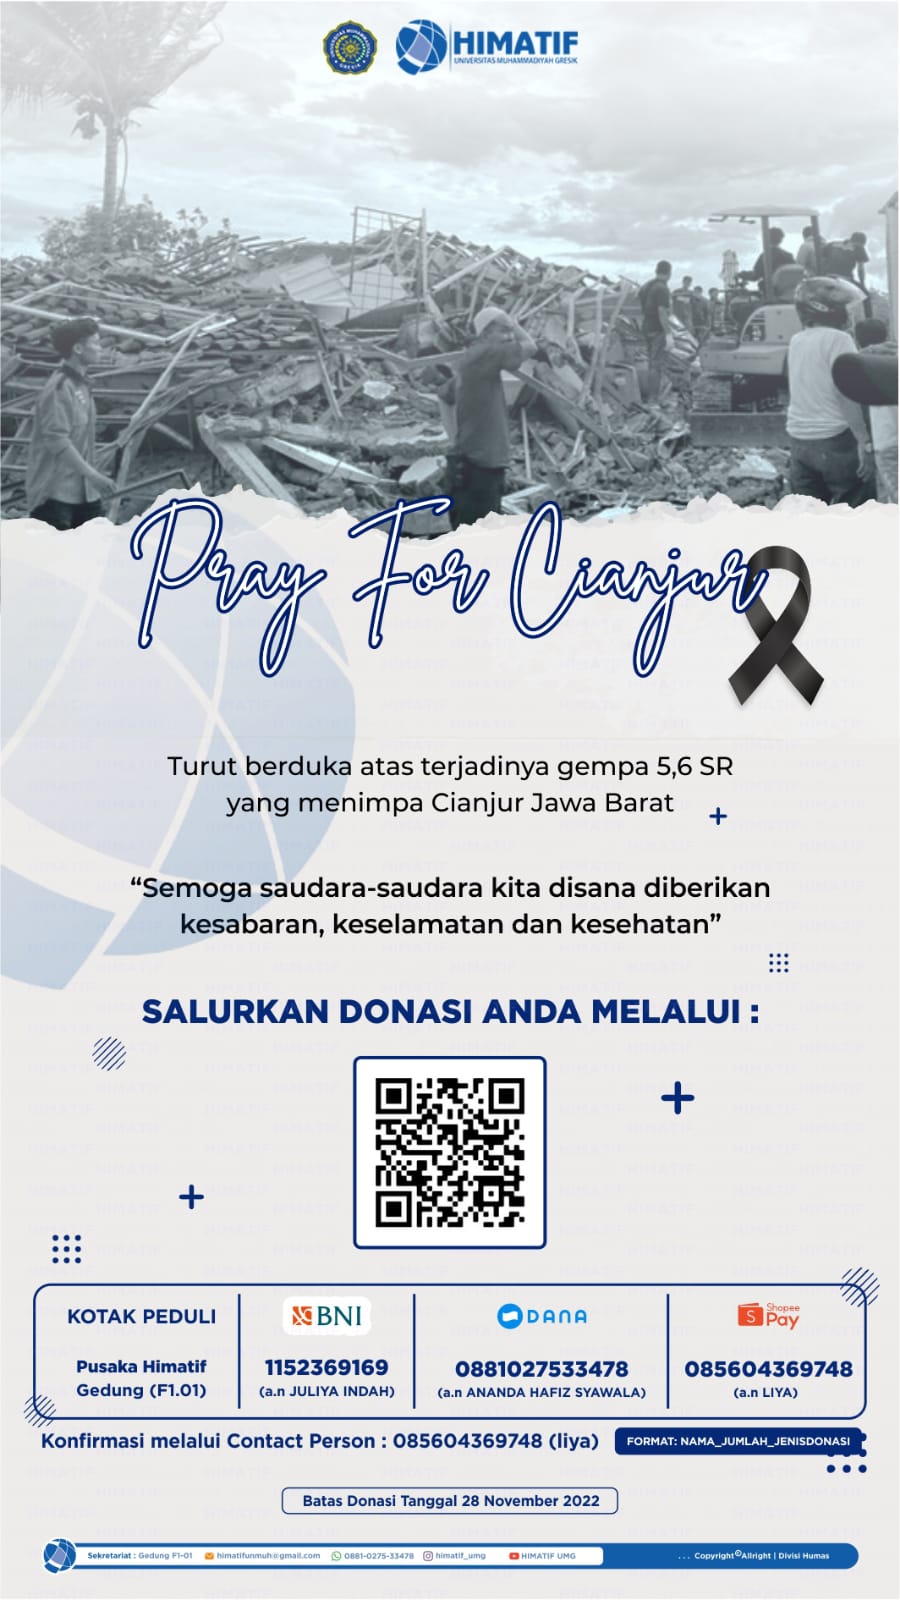 UNIVERSITAS MUHAMMADIYAH
GRESIK
HIMATIF
UNIVERSITAS MUHAMMADIYAH GRESIK
Pray For Cianjur
Turut berduka atas terjadinya gempa 5,6 SR
yang menimpa Cianjur Jawa Barat
“Semoga saudara-saudara kita disana diberikan
kesabaran, keselamatan dan kesehatan”
SALURKAN DONASI ANDA MELALUI :
KOTAK PEDULI
Pusaka Himatif
Gedung (F1.01)
BNI
1152369169
(a.n JULIYA INDAH)
DANA
0881027533478
(a.n ANANDA HAFIZ SYAWALA)
S Shopee
Pay
085604369748
(a.n LIYA)
Konfirmasi melalui Contact Person : 085604369748 (liya)
FORMAT: NAMA_JUMLAH_JENISDONASI
Batas Donasi Tanggal 28 November 2022
Sekretariat : Gedung F1-01 himatifunmuh@gmail.com 0881-0275-33478 himatif_umg HIMATIF UMG ... Copyright©Allright | Divisi Humas